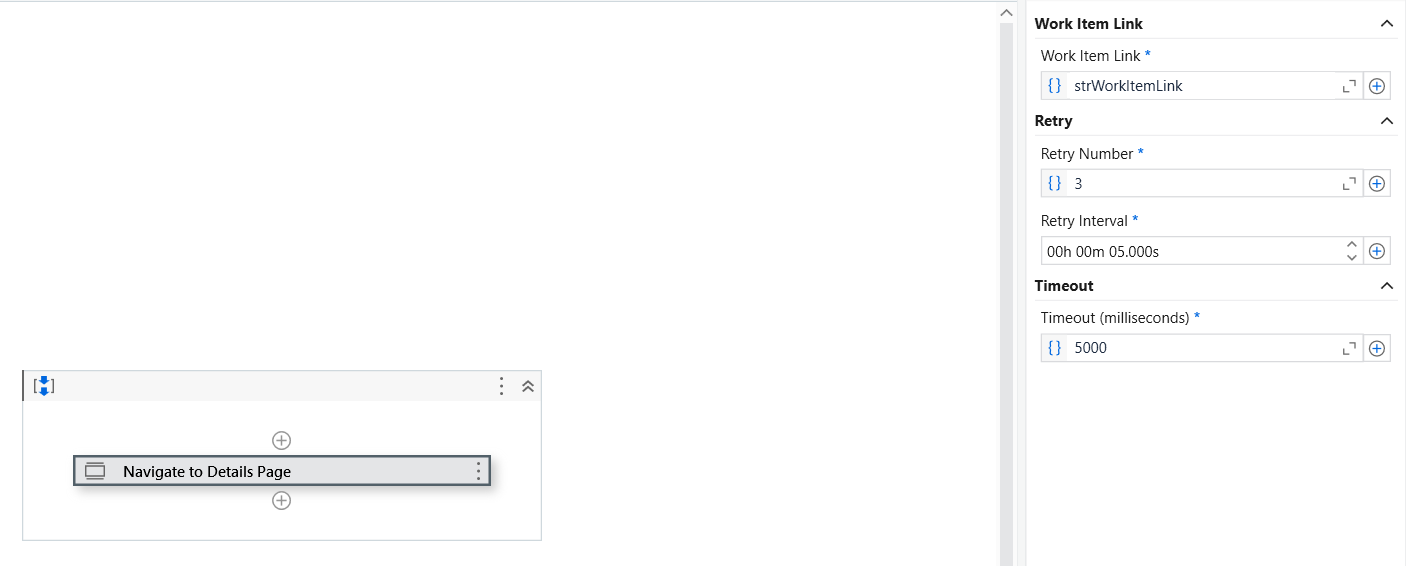 Work Item Link
Work Item Link *
{} strWorkItemLink
Retry
Retry Number *
{} 3
Retry Interval *
00h 00m 05.000s
Timeout
Timeout (milliseconds) *
{} 5000
Navigate to Details Page